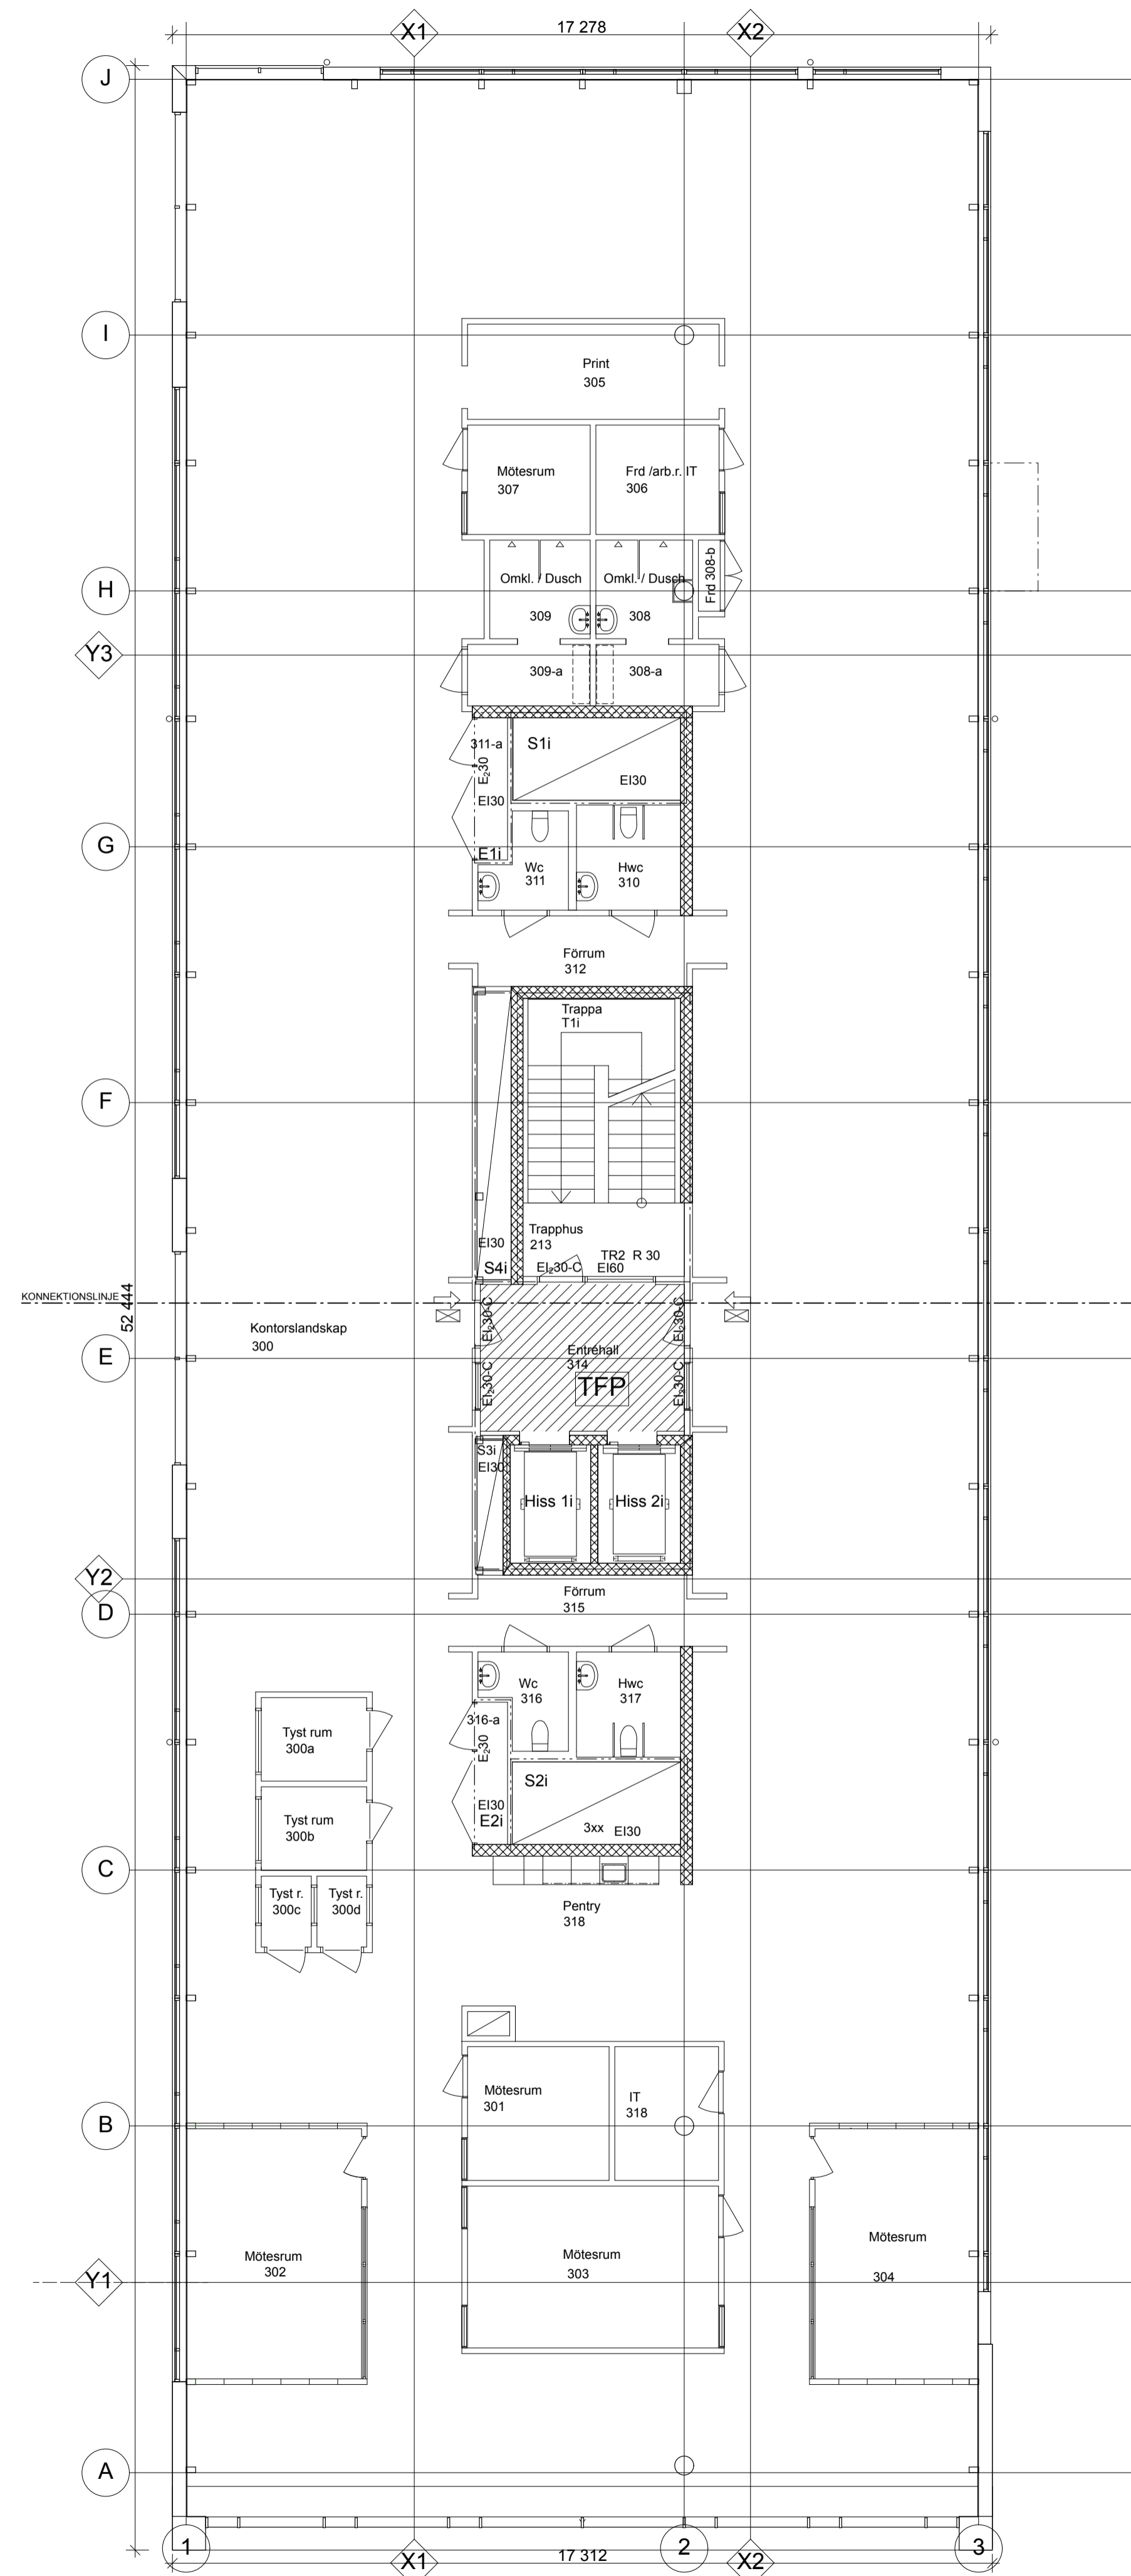 X1
17 278
X2
J
I
Print
305
Mötesrum
307
Frd /arb.r. IT
306
Omkl. / Dusch
Omkl. / Dusch
Frd 308-b
H
309
308
Y3
309-a
308-a
311-a
S1i
E₂30
EI30
EI30
G
E1i
Wc
311
Hwc
310
Förrum
312
Trappa
T1i
F
Trapphus
213
EI30
S4i
TR2 R 30
EI₂30-C
EI60
KONNEKTIONSLINJE
52 444
EI₂30-C
EI₂30-C
Kontorslandskap
300
E
Entréhall
314
TFP
EI₂30-C
EI₂30-C
S3i
EI30
Hiss 1i
Hiss 2i
Y2
Förrum
315
D
Wc
316
Hwc
317
316-a
E₂30
Tyst rum
300a
S2i
EI30
E2i
3xx
EI30
Tyst rum
300b
C
Tyst r.
300c
Tyst r.
300d
Pentry
318
Mötesrum
301
IT
318
B
Mötesrum
302
Mötesrum
303
Mötesrum
304
Y1
A
1
2
3
X1
17 312
X2